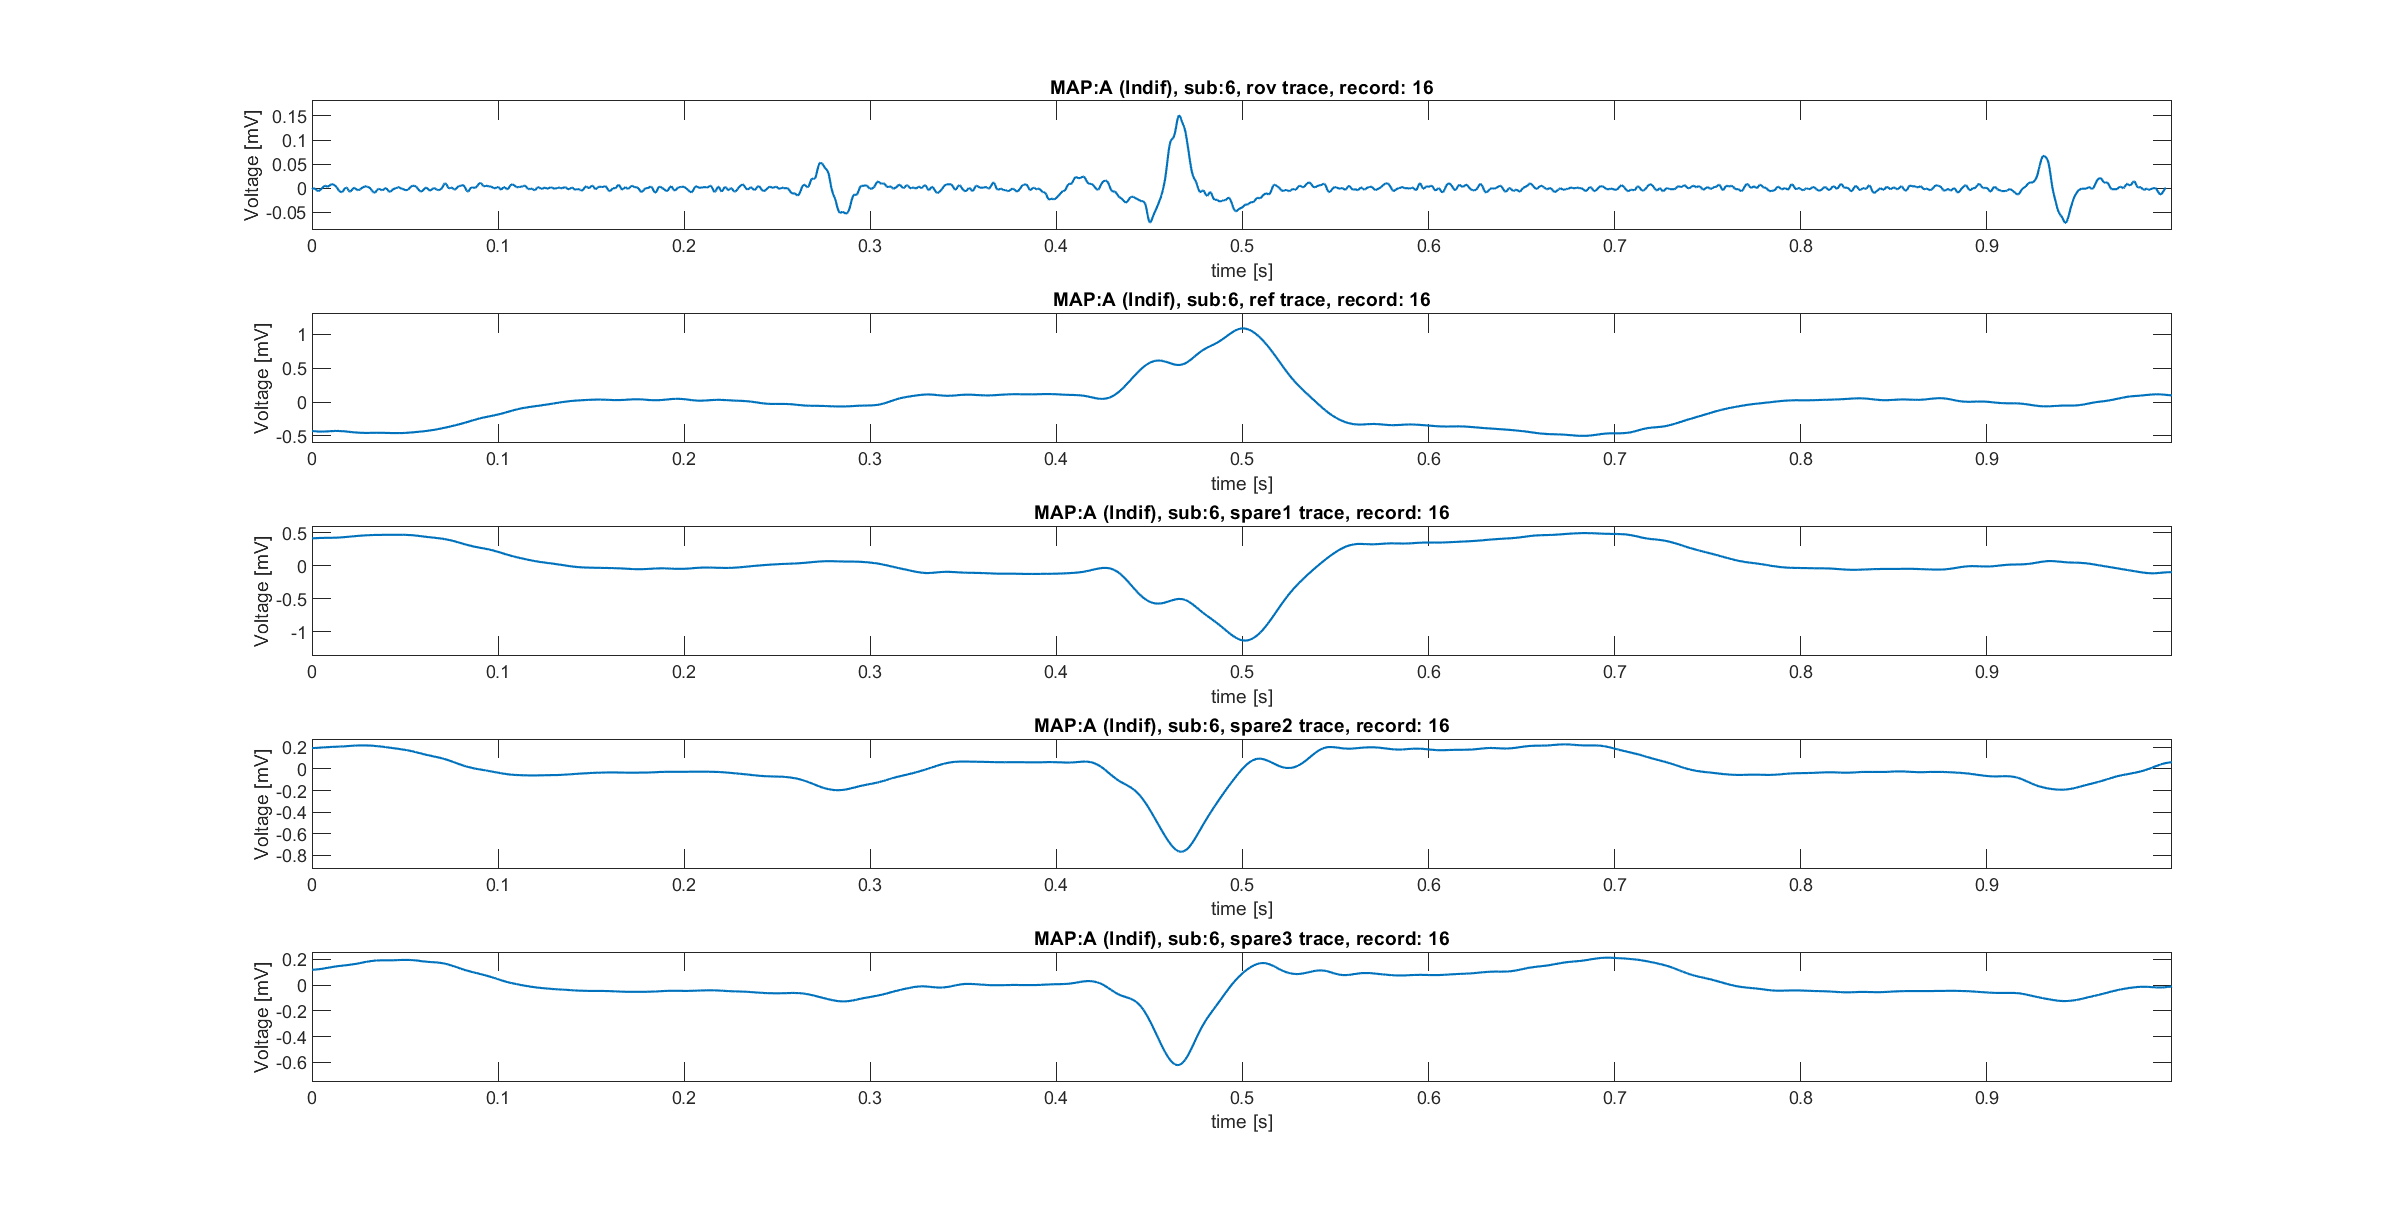 MAP:A (Indif), sub:6, rov trace, record: 16
Voltage [mV]
0.15
0.1
0.05
0
-0.05
0 0.1 0.2 0.3 0.4 0.5 0.6 0.7 0.8 0.9
time [s]
MAP:A (Indif), sub:6, ref trace, record: 16
Voltage [mV]
1
0.5
0
-0.5
0 0.1 0.2 0.3 0.4 0.5 0.6 0.7 0.8 0.9
time [s]
MAP:A (Indif), sub:6, spare1 trace, record: 16
Voltage [mV]
0.5
0
-0.5
-1
0 0.1 0.2 0.3 0.4 0.5 0.6 0.7 0.8 0.9
time [s]
MAP:A (Indif), sub:6, spare2 trace, record: 16
Voltage [mV]
0.2
0
-0.2
-0.4
-0.6
-0.8
0 0.1 0.2 0.3 0.4 0.5 0.6 0.7 0.8 0.9
time [s]
MAP:A (Indif), sub:6, spare3 trace, record: 16
Voltage [mV]
0.2
0
-0.2
-0.4
-0.6
0 0.1 0.2 0.3 0.4 0.5 0.6 0.7 0.8 0.9
time [s]